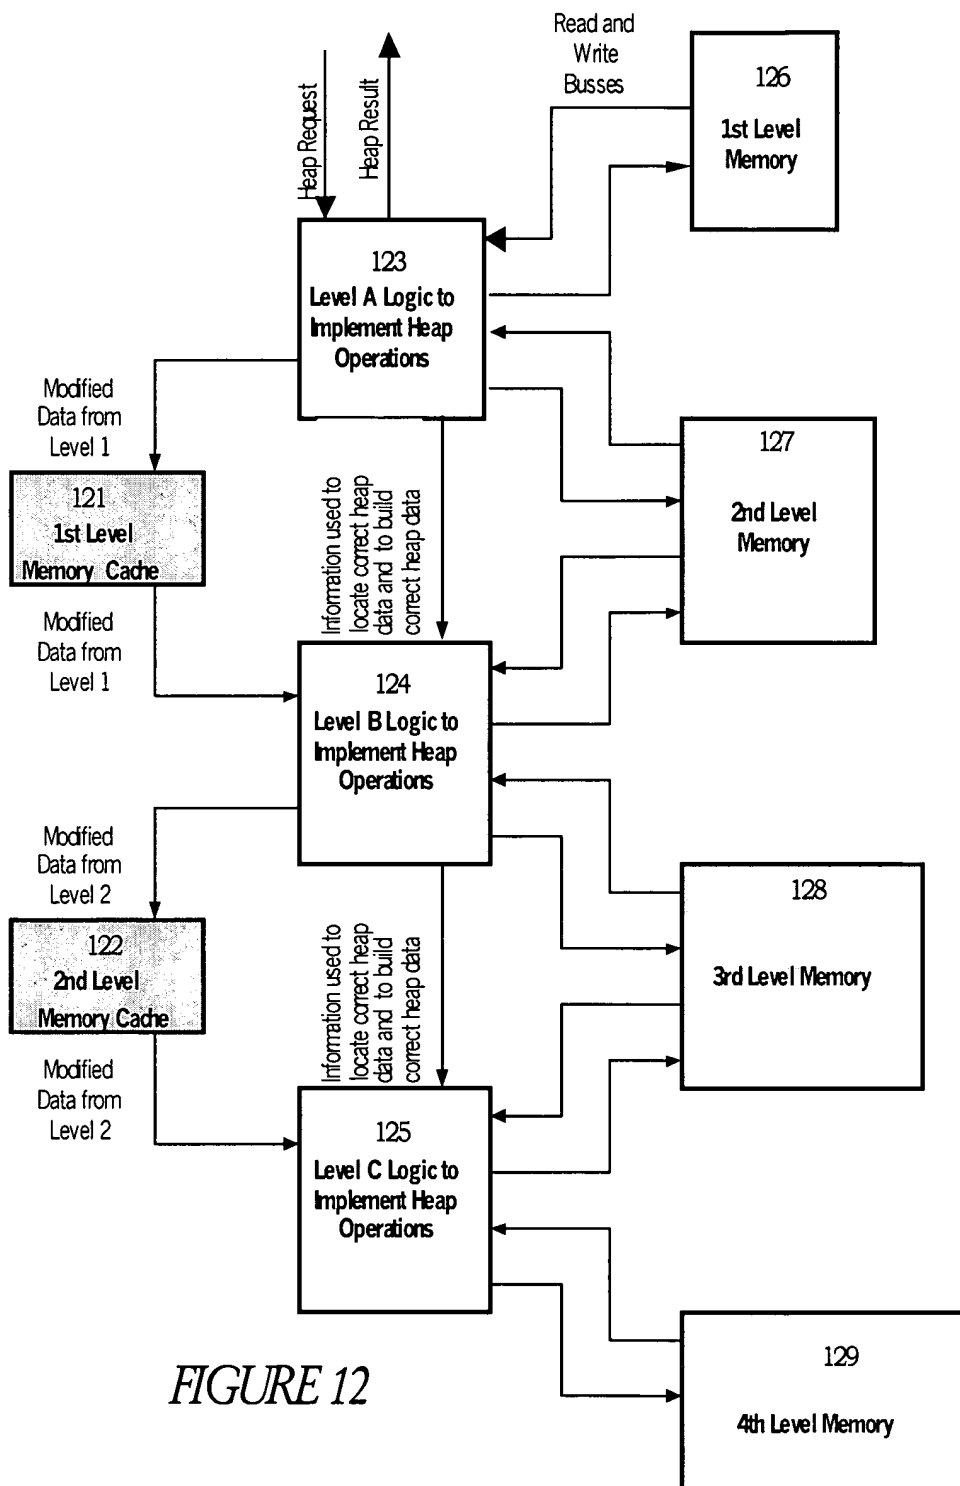 Read and
Write
Busses
126
1st Level
Memory
Heap Request
Heap Result
123
Level A Logic to
Implement Heap
Operations
Modified
Data from
Level 1
127
2nd Level
Memory
121
1st Level
Memory Cache
Information used to
locate correct heap
data and to build
correct heap data
Modified
Data from
Level 1
124
Level B Logic to
Implement Heap
Operations
Modified
Data from
Level 2
128
3rd Level Memory
122
2nd Level
Memory Cache
Information used to
locate correct heap
data and to build
correct heap data
Modified
Data from
Level 2
125
Level C Logic to
Implement Heap
Operations
129
4th Level Memory
FIGURE 12